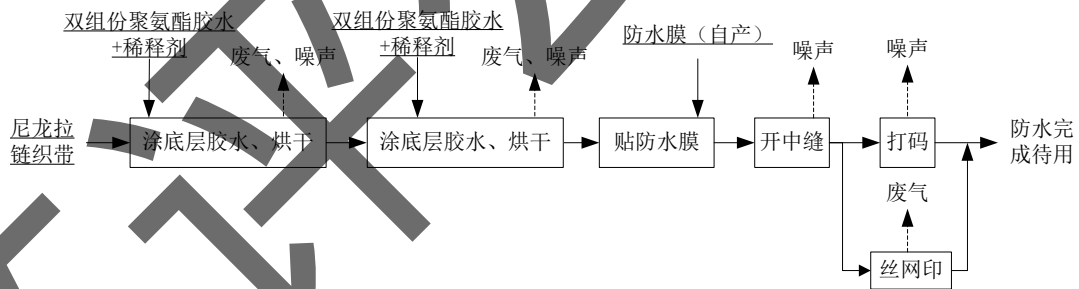 双组份聚氨酯胶水
+稀释剂
双组份聚氨酯胶水
+稀释剂
废气、噪声
废气、噪声
防水膜（自产）
噪声
噪声
尼龙拉
链织带
涂底层胶水、烘干
涂底层胶水、烘干
贴防水膜
开中缝
打码
防水完
成待用
废气
丝网印